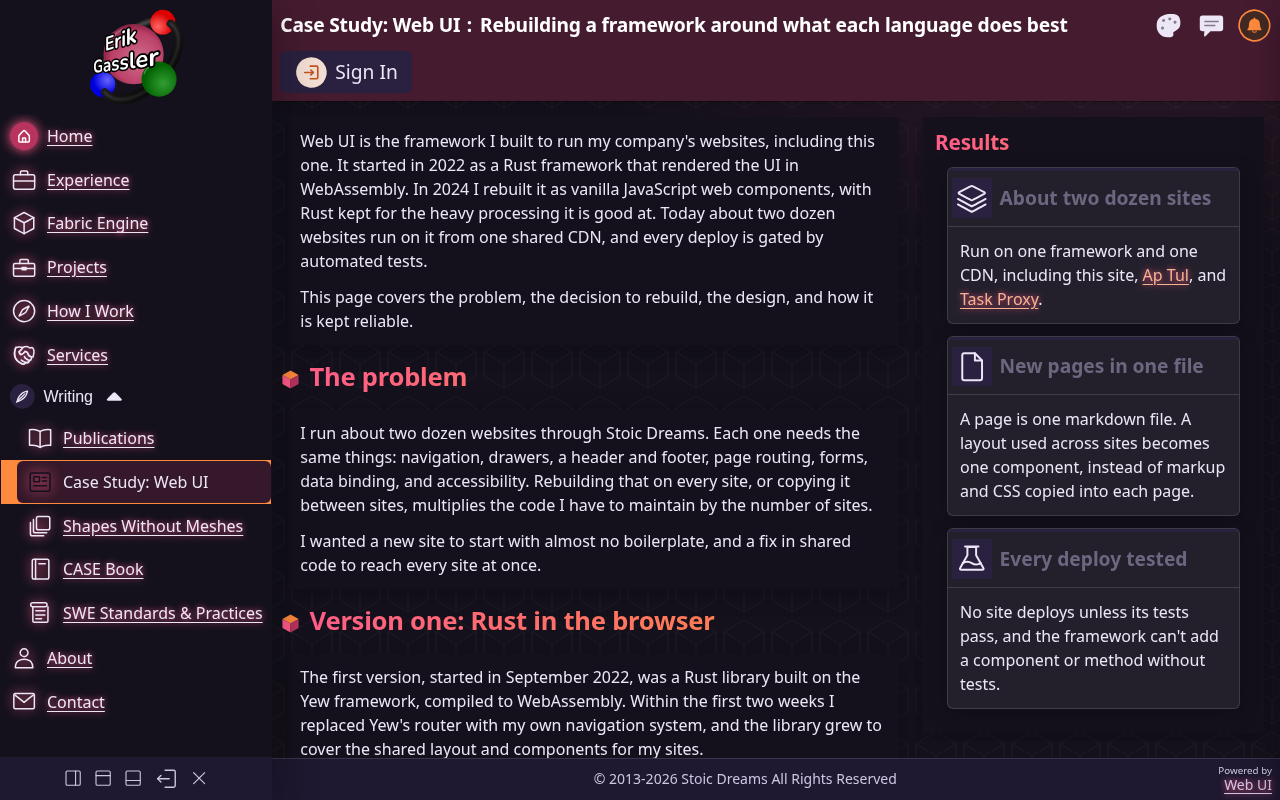 Erik
Gassler
Home
Experience
Fabric Engine
Projects
How I Work
Services
Writing
Publications
Case Study: Web UI
Shapes Without Meshes
CASE Book
SWE Standards & Practices
About
Contact
Case Study: Web UI : Rebuilding a framework around what each language does best
Sign In
Web UI is the framework I built to run my company's websites, including this
one. It started in 2022 as a Rust framework that rendered the UI in
WebAssembly. In 2024 I rebuilt it as vanilla JavaScript web components, with
Rust kept for the heavy processing it is good at. Today about two dozen
websites run on it from one shared CDN, and every deploy is gated by
automated tests.
This page covers the problem, the decision to rebuild, the design, and how it
is kept reliable.
The problem
I run about two dozen websites through Stoic Dreams. Each one needs the
same things: navigation, drawers, a header and footer, page routing, forms,
data binding, and accessibility. Rebuilding that on every site, or copying it
between sites, multiplies the code I have to maintain by the number of sites.
I wanted a new site to start with almost no boilerplate, and a fix in shared
code to reach every site at once.
Version one: Rust in the browser
The first version, started in September 2022, was a Rust library built on the
Yew framework, compiled to WebAssembly. Within the first two weeks I
replaced Yew's router with my own navigation system, and the library grew to
cover the shared layout and components for my sites.
Results
About two dozen sites
Run on one framework and one
CDN, including this site, Ap Tul, and
Task Proxy.
New pages in one file
A page is one markdown file. A
layout used across sites becomes
one component, instead of markup
and CSS copied into each page.
Every deploy tested
No site deploys unless its tests
pass, and the framework can't add
a component or method without
tests.
© 2013-2026 Stoic Dreams All Rights Reserved
Powered by
Web UI